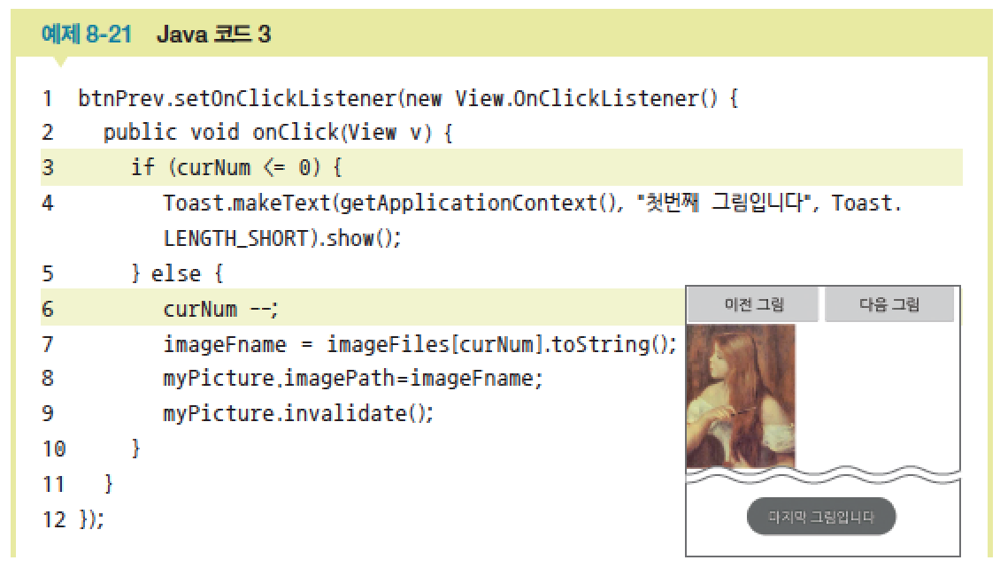 예제 8-21 Java 코드 3
1 btnPrev.setOnClickListener(new View.OnClickListener() {
2 public void onClick(View v) {
3 if (curNum <= 0) {
4 Toast.makeText(getApplicationContext(), "첫번째 그림입니다", Toast.
LENGTH_SHORT).show();
5 } else {
6 curNum --;
7 imageFname = imageFiles[curNum].toString();
8 myPicture.imagePath=imageFname;
9 myPicture.invalidate();
10 }
11 }
12 });
이전 그림
다음 그림
마지막 그림입니다